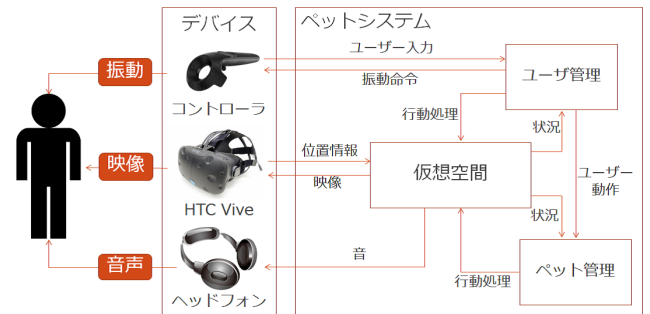 デバイス
ペットシステム
振動
コントローラ
ユーザー入力
振動命令
ユーザ管理
行動処理
状況
映像
HTC Vive
位置情報
映像
仮想空間
ユーザー
動作
状況
音声
ヘッドフォン
音
行動処理
ペット管理